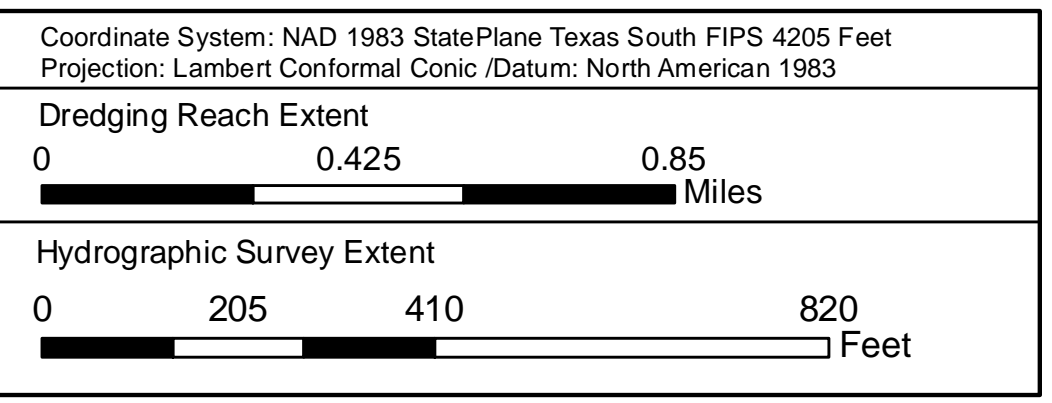 Coordinate System: NAD 1983 StatePlane Texas South FIPS 4205 Feet
Projection: Lambert Conformal Conic /Datum: North American 1983
Dredging Reach Extent
0 0.425 0.85
Miles
Hydrographic Survey Extent
0 205 410 820
Feet